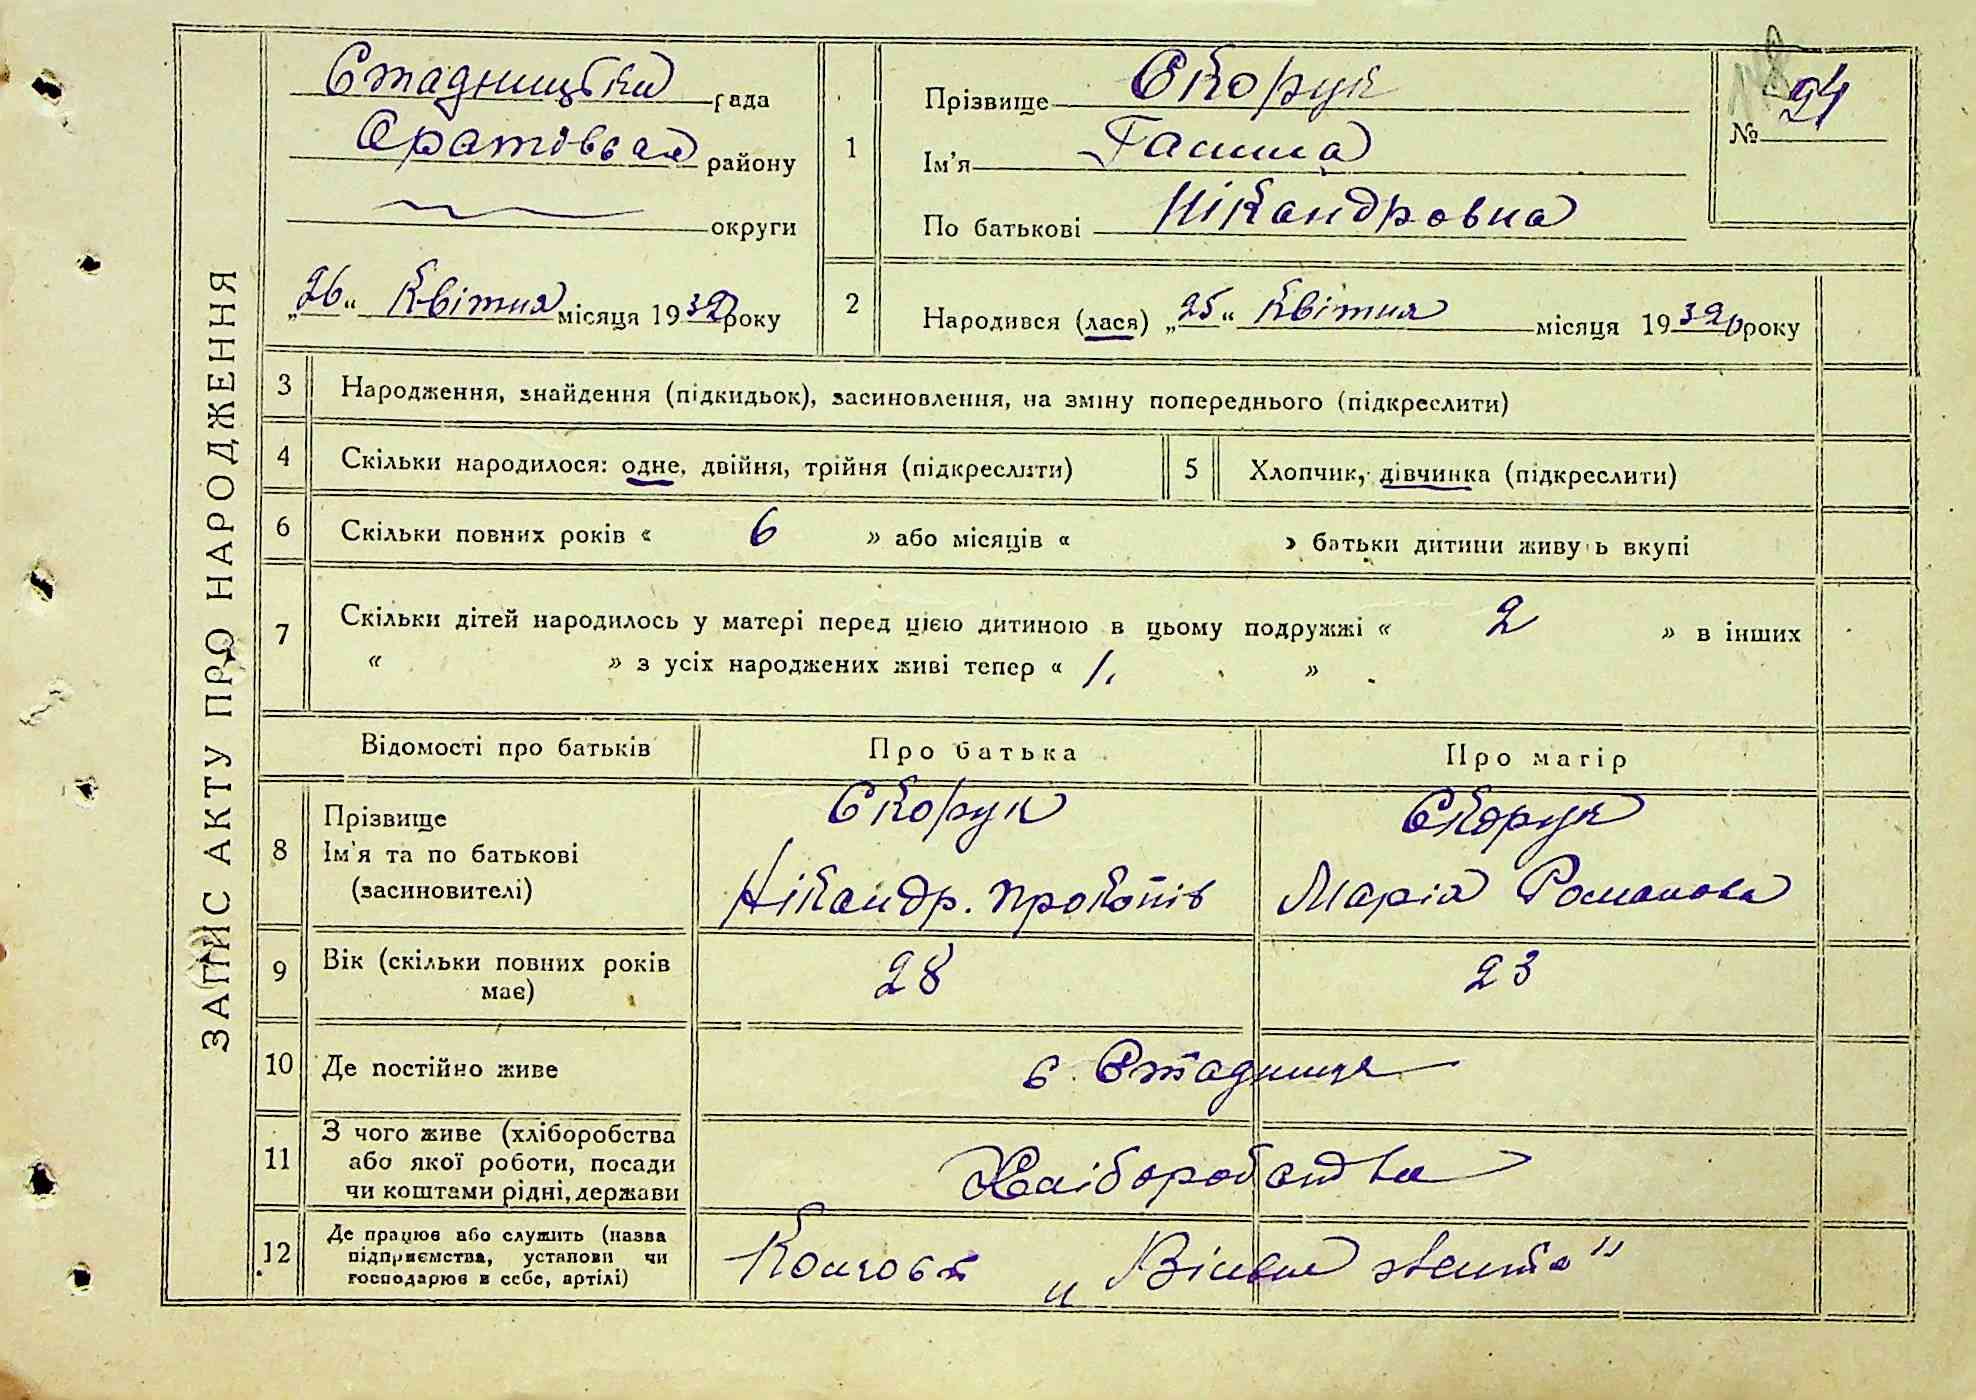 ЗАПИС АКТУ ПРО НАРОДЖЕННЯ
Стадницька рада
Оратівськ району
округи
„26“ Квітня місяця 1932 року
1
Прізвище Скорук
Ім'я Ганна
По батькові Нікандровна
№ 24
2
Народився (лася) „25“ Квітня місяця 1932 року
3 Народження, знайдення (підкидьок), засиновлення, на зміну попереднього (підкреслити)
4 Скільки народилося: одне, двійня, трійня (підкреслити)
5 Хлопчик, дівчинка (підкреслити)
6 Скільки повних років « 6 » або місяців « » батьки дитини живуть вкупі
7 Скільки дітей народилось у матері перед цією дитиною в цьому подружжі « 2 » в інших
« » з усіх народжених живі тепер « 1. »
Відомості про батьків Про батька Про матір
8 Прізвище Скорук Скорук
Ім'я та по батькові
(засиновителі) Нікандр. Прокопів Марія Романова
9 Вік (скільки повних років
має) 28 23
10 Де постійно живе с. Стадниця
11 З чого живе (хліборобства
або якої роботи, посади
чи коштами рідні, держави Хліборобства
12 Де працює або служить (назва
підприємства, установи чи
господарює в себе, артілі) Колгосп „Вільне